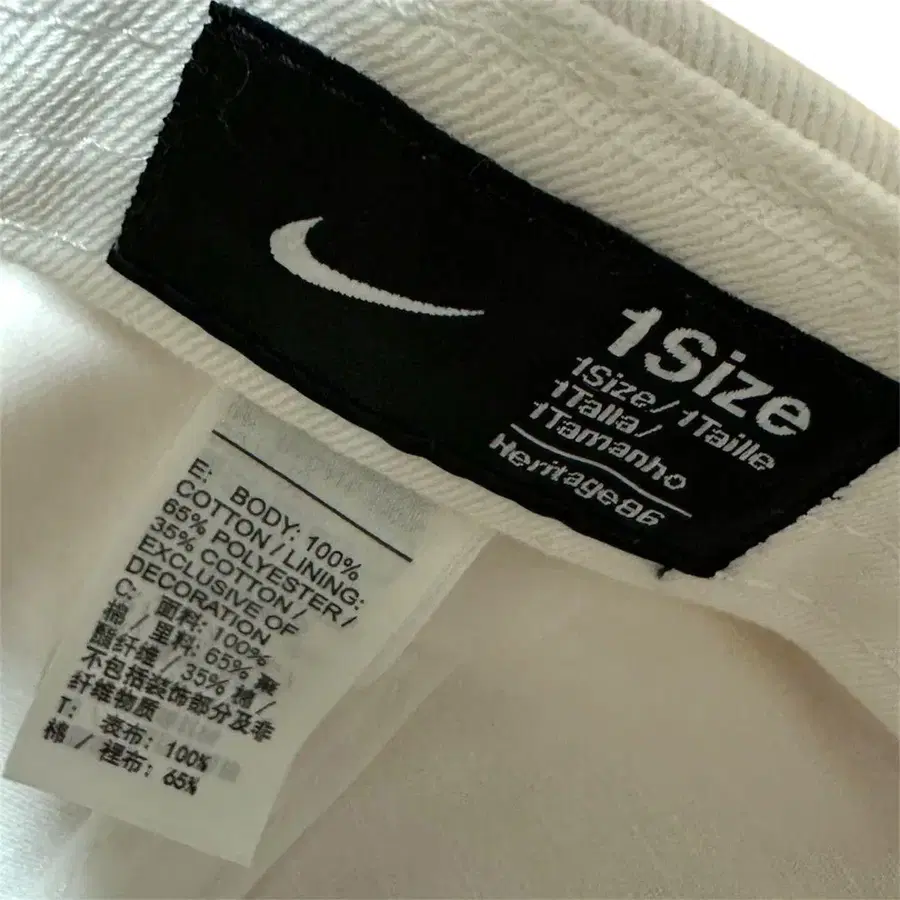 1Size
1Size/1Taille
1Talla/
1Tamanho
Heritage86
E: BODY: 100%
COTTON / LINING:
65% POLYESTER /
35% COTTON /
EXCLUSIVE OF
DECORATION
C: 面料: 100%
棉 / 里料: 65% 聚
酯纤维 / 35% 棉 /
不包括装饰部分及非
纤维物质
T: 表布: 100%
棉 / 裡布: 65%